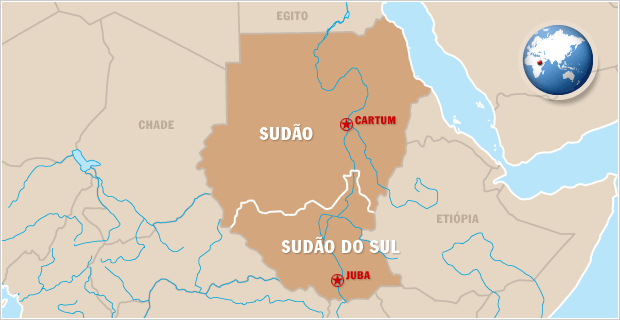 EGITO
CHADE
CARTUM
SUDÃO
ETIÓPIA
SUDÃO DO SUL
JUBA